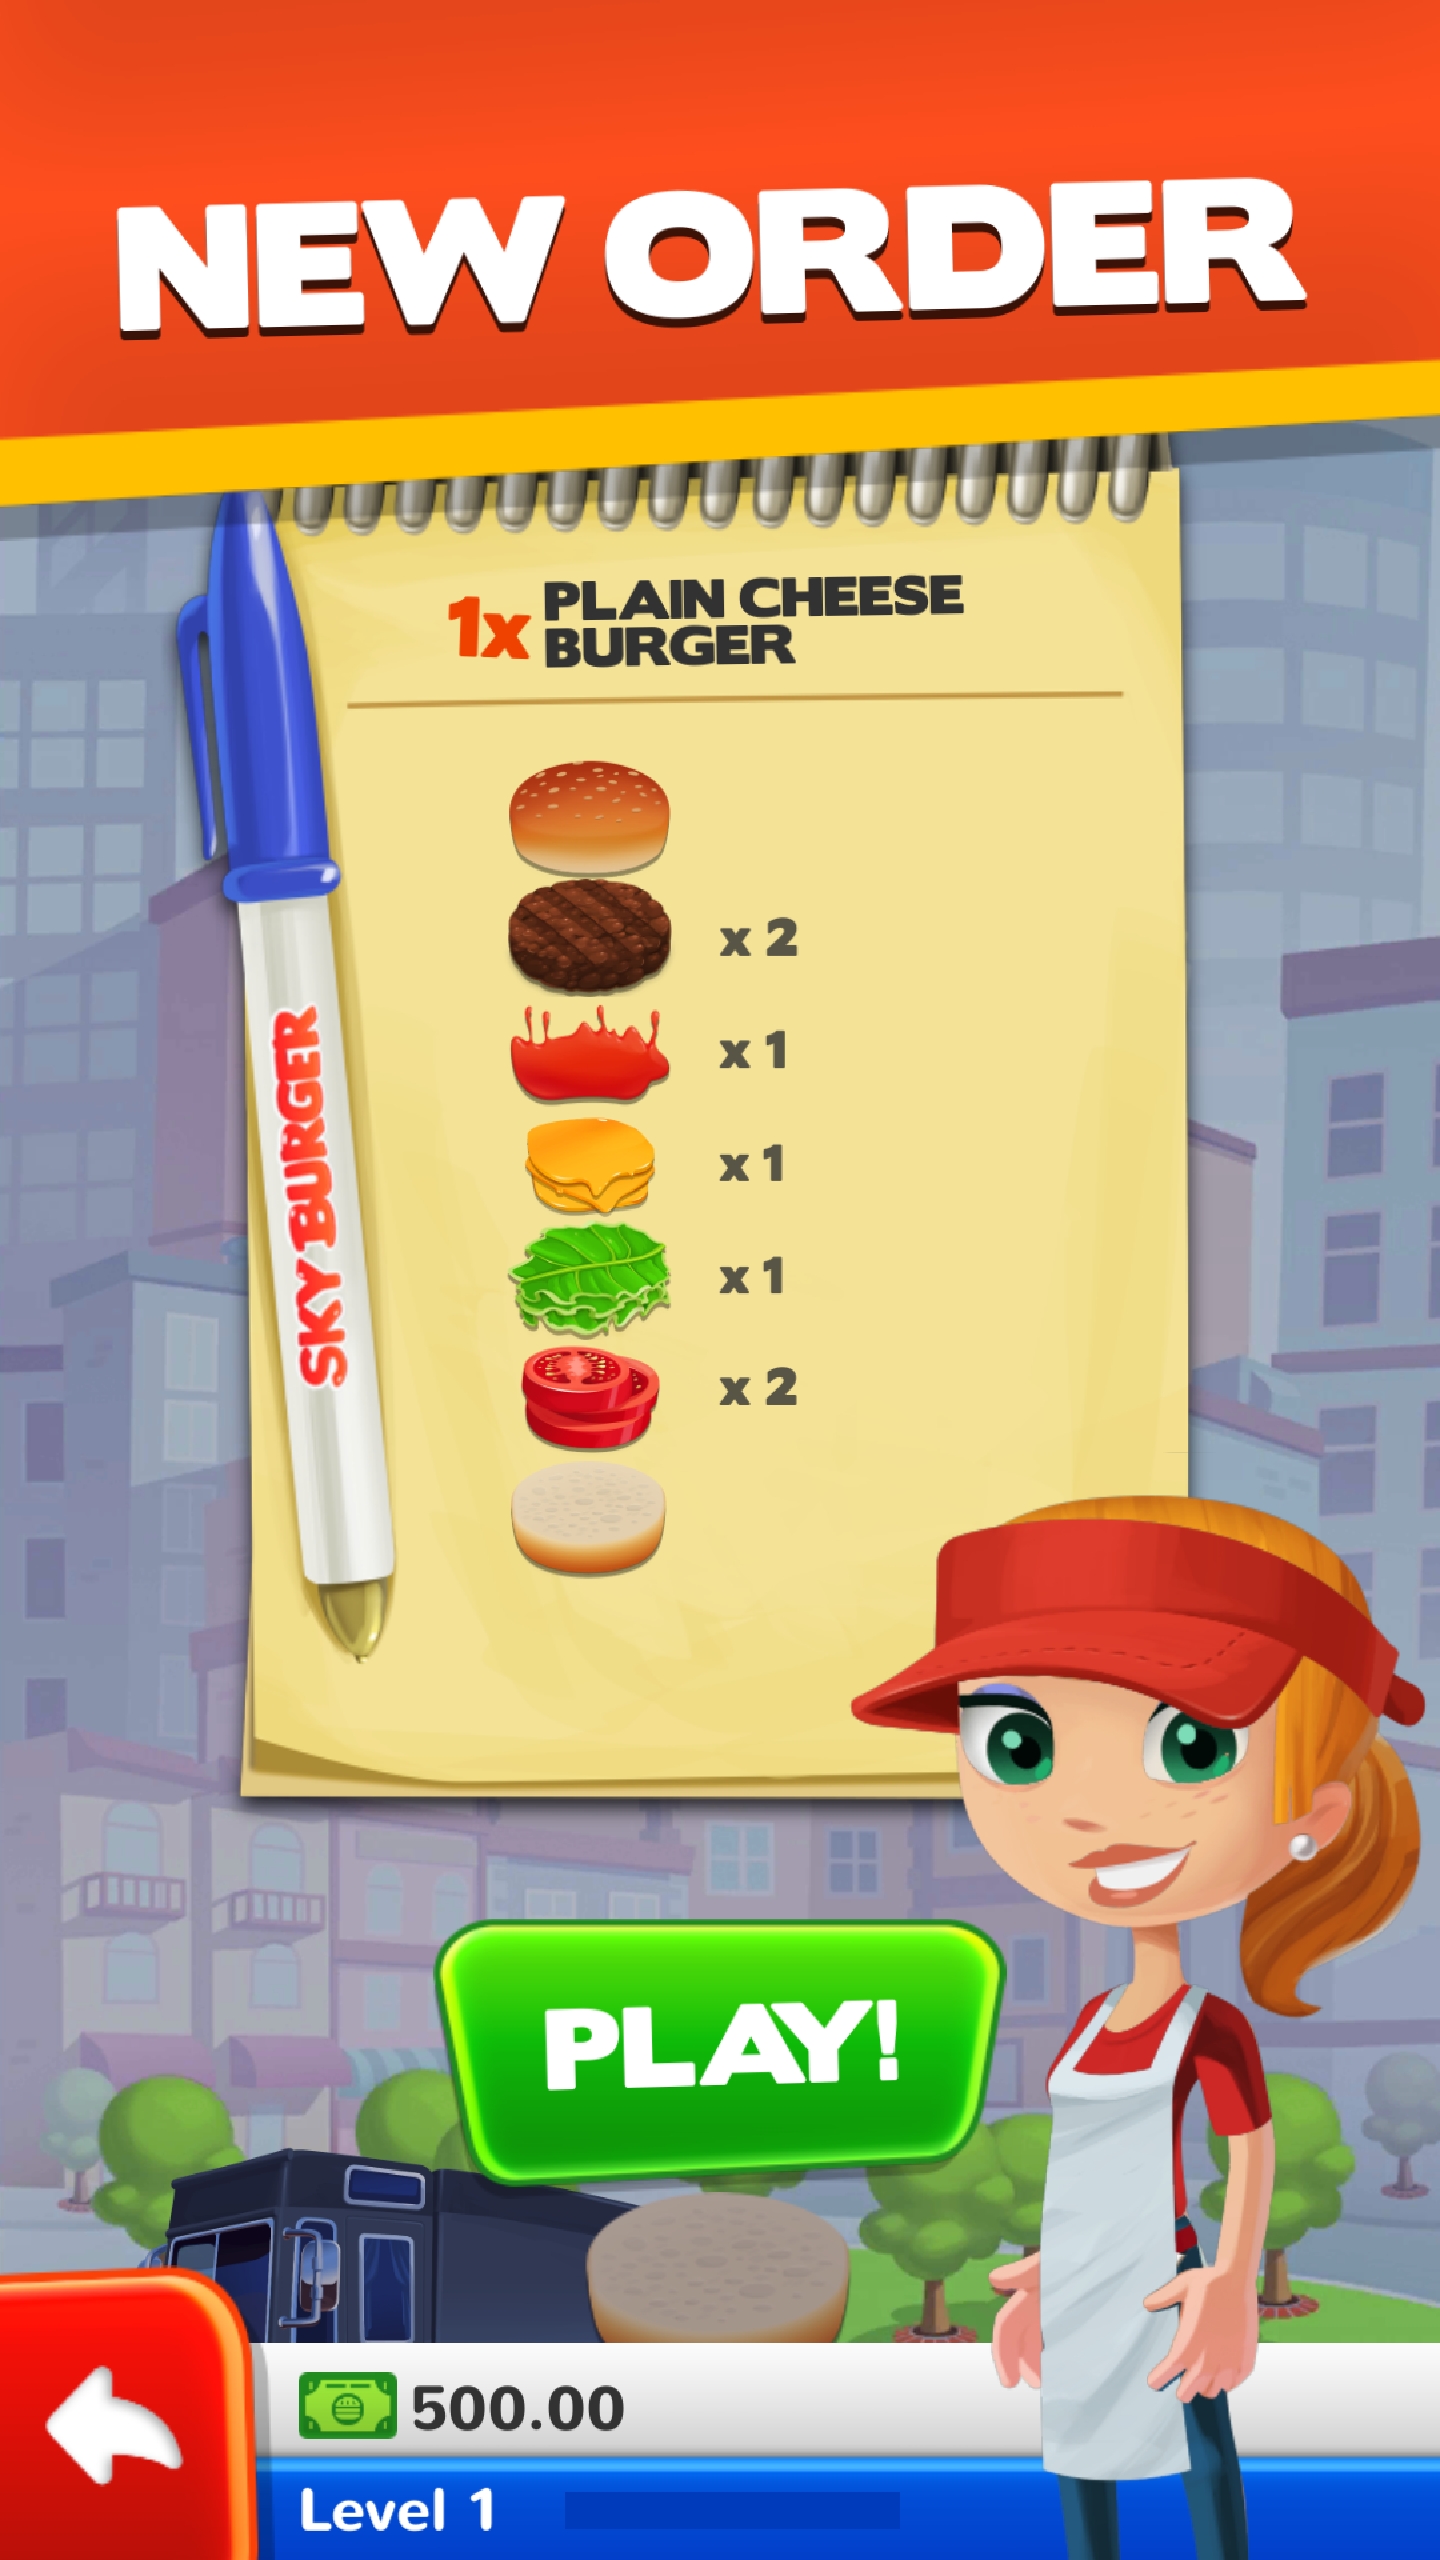 NEW ORDER
1x PLAIN CHEESE
BURGER
x 2
x 1
x 1
x 1
x 2
SKY BURGER
PLAY!
500.00
Level 1